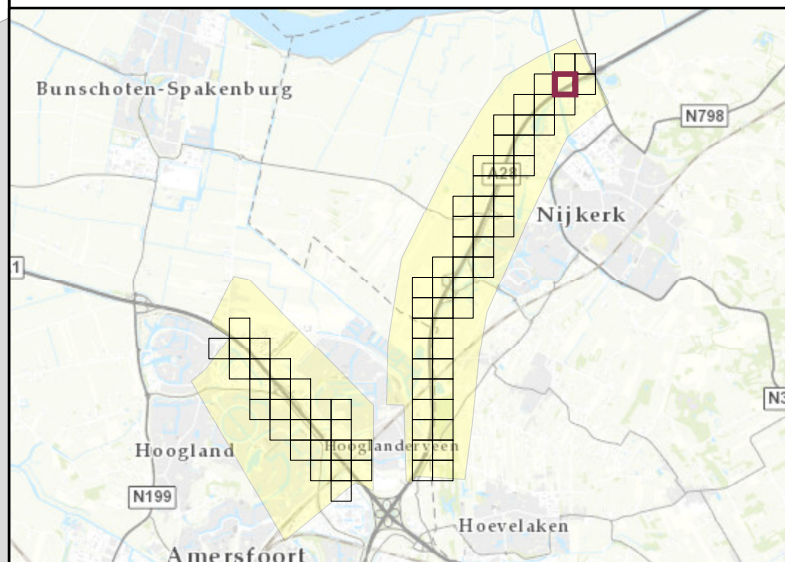 Bunschoten-Spakenburg
N798
A28
Nijkerk
1
N3
Hooglanderveen
Hoogland
N199
Hoevelaken
Amersfoort